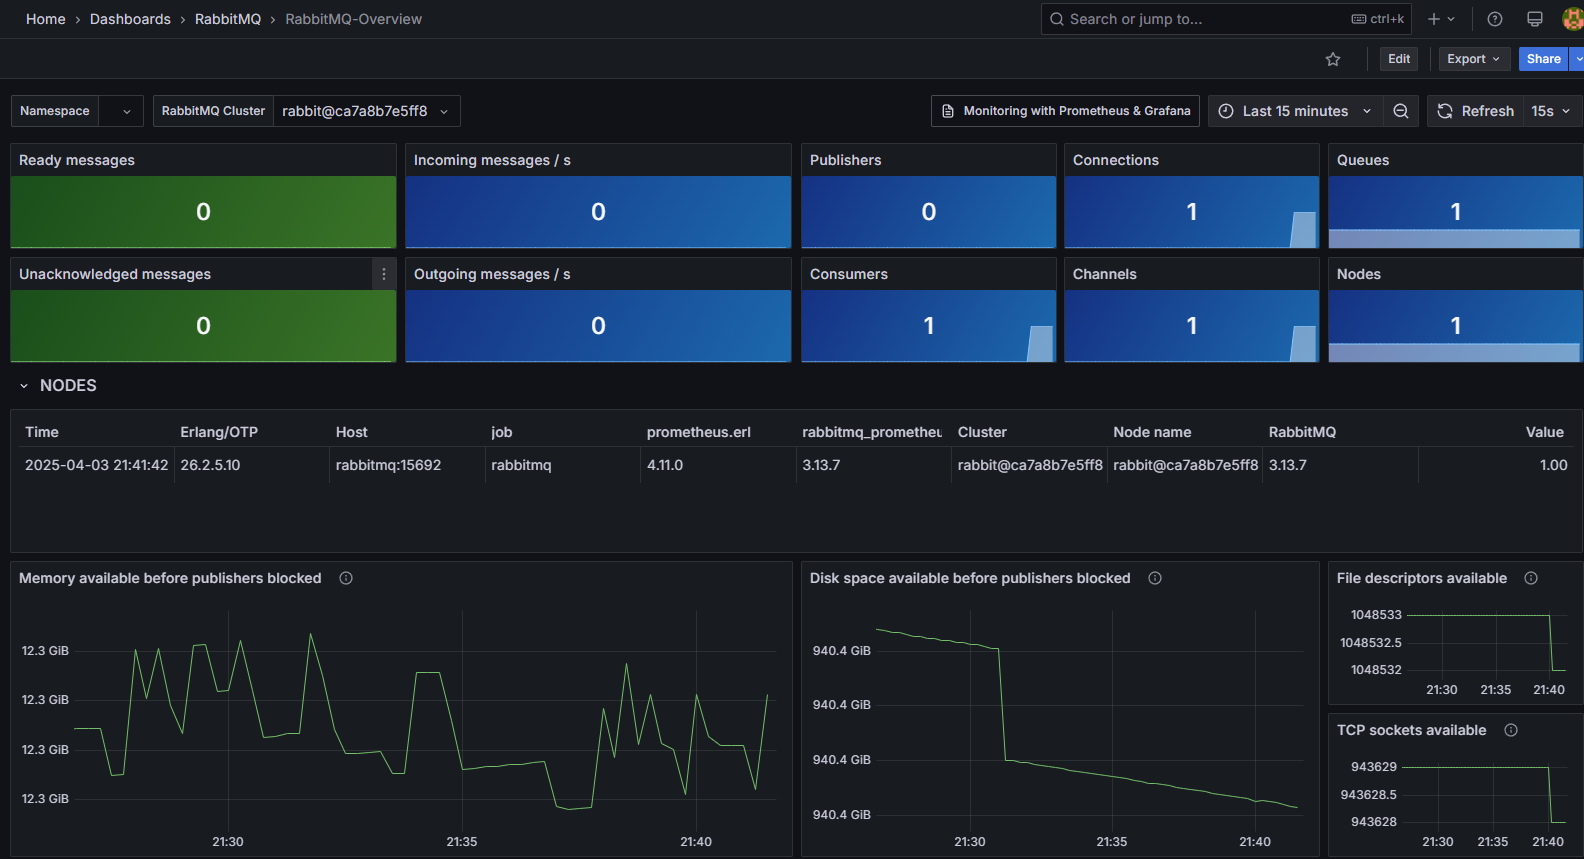 Home › Dashboards › RabbitMQ › RabbitMQ-Overview
Search or jump to...
ctrl+k
Edit
Export
Share
Namespace
RabbitMQ Cluster
rabbit@ca7a8b7e5ff8
Monitoring with Prometheus & Grafana
Last 15 minutes
Refresh
15s
Ready messages
0
Incoming messages / s
0
Publishers
0
Connections
1
Queues
1
Unacknowledged messages
0
Outgoing messages / s
0
Consumers
1
Channels
1
Nodes
1
NODES
Time Erlang/OTP Host job prometheus.erl rabbitmq_prometheu Cluster Node name RabbitMQ Value
2025-04-03 21:41:42 26.2.5.10 rabbitmq:15692 rabbitmq 4.11.0 3.13.7 rabbit@ca7a8b7e5ff8 rabbit@ca7a8b7e5ff8 3.13.7 1.00
Memory available before publishers blocked
12.3 GiB
12.3 GiB
12.3 GiB
12.3 GiB
21:30 21:35 21:40
Disk space available before publishers blocked
940.4 GiB
940.4 GiB
940.4 GiB
940.4 GiB
21:30 21:35 21:40
File descriptors available
1048533
1048532.5
1048532
21:30 21:35 21:40
TCP sockets available
943629
943628.5
943628
21:30 21:35 21:40